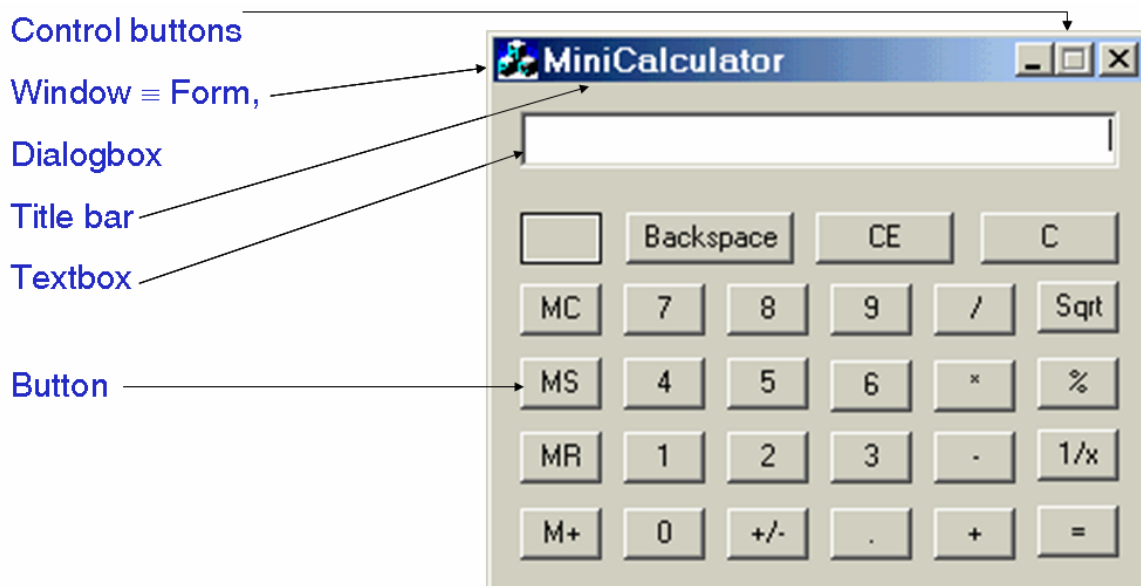 Control buttons
Window ≡ Form,
Dialogbox
Title bar
Textbox
Button
MiniCalculator
Backspace CE C
MC 7 8 9 / Sqrt
MS 4 5 6 * %
MR 1 2 3 - 1/x
M+ 0 +/- . + =